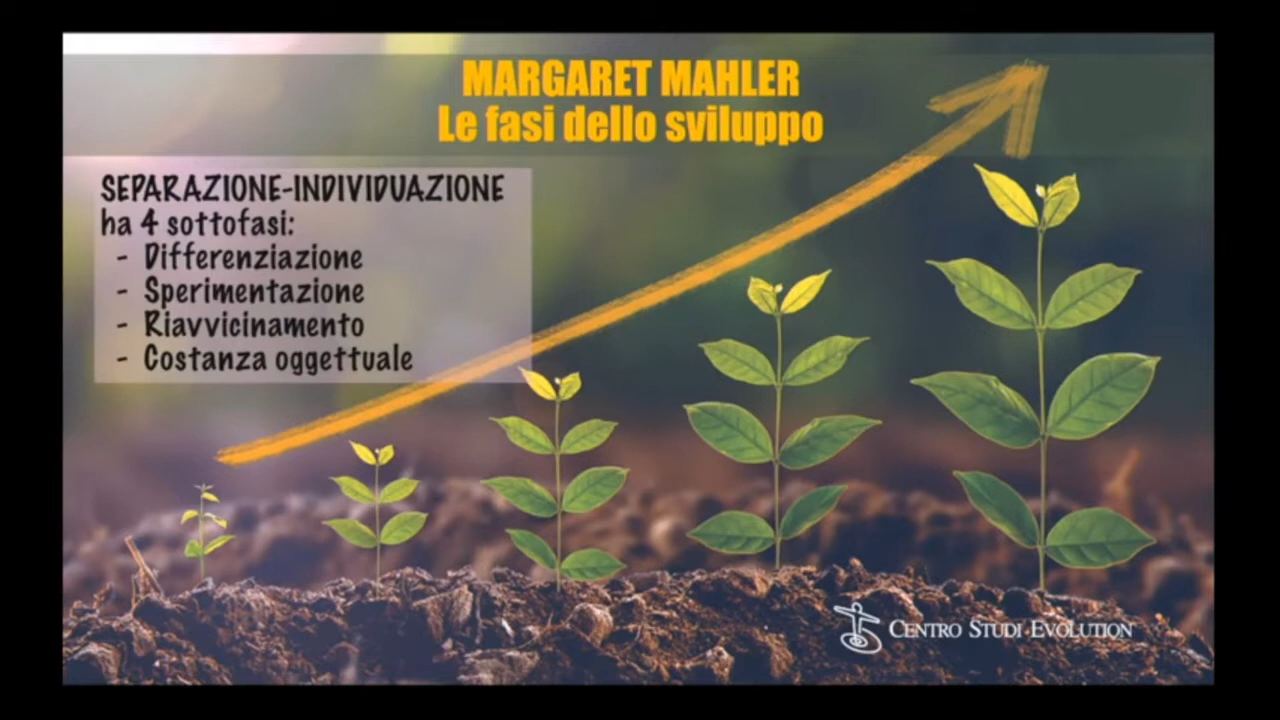 MARGARET MAHLER
Le fasi dello sviluppo
SEPARAZIONE-INDIVIDUAZIONE
ha 4 sottofasi:
- Differenziazione
- Sperimentazione
- Riavvicinamento
- Costanza oggettuale
CENTRO STUDI EVOLUTION